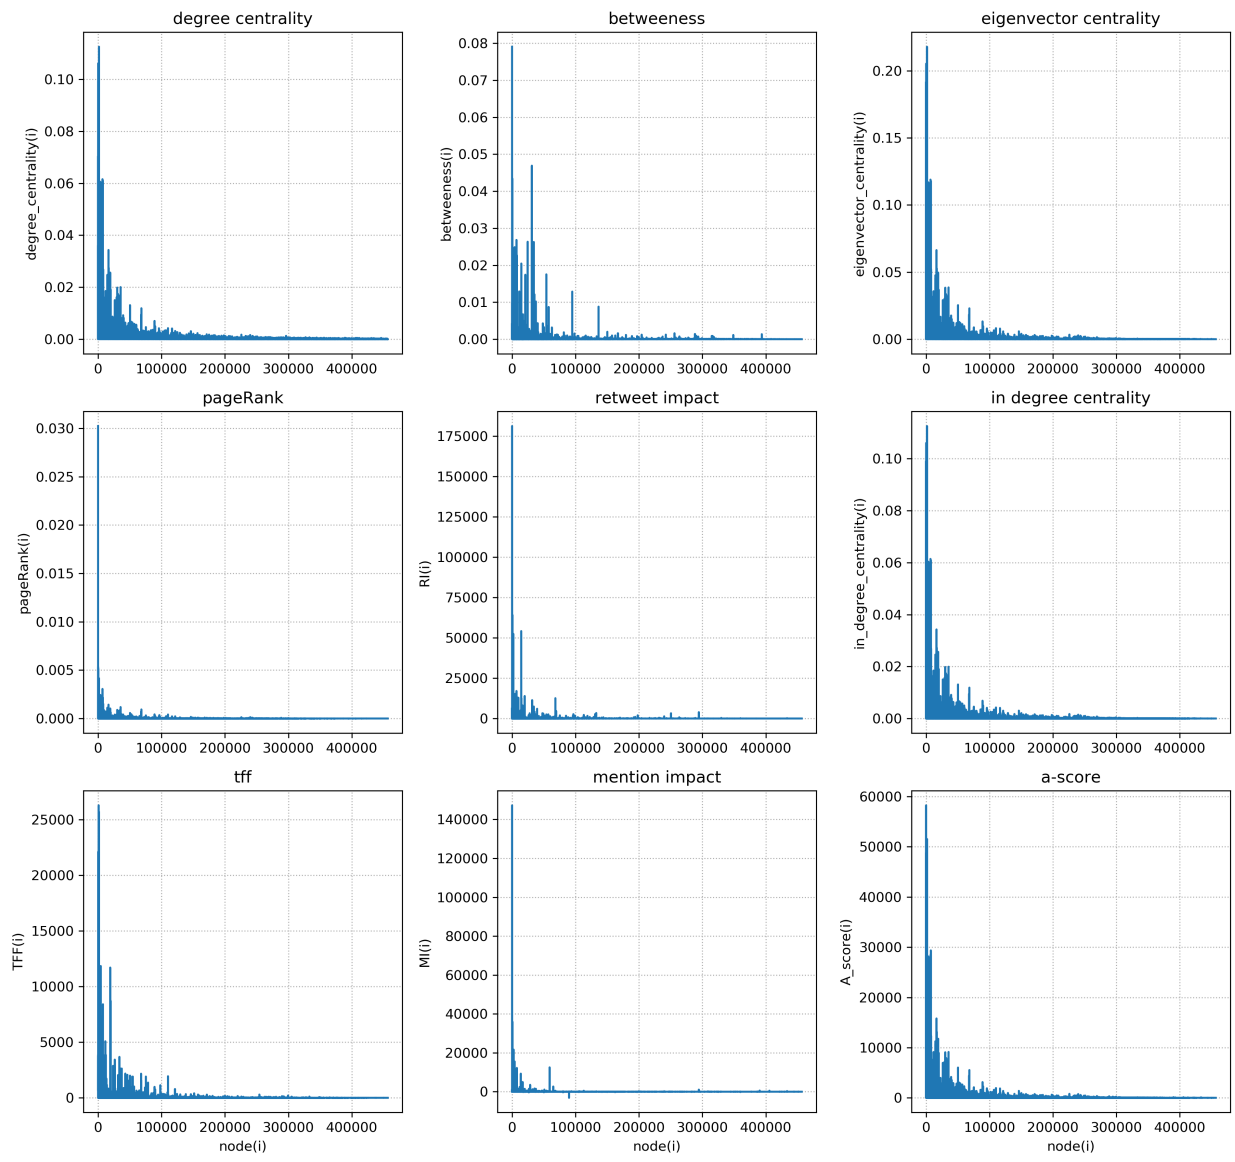 degree centrality
degree_centrality(i)
0.10
0.08
0.06
0.04
0.02
0.00
0 100000 200000 300000 400000
betweeness
betweeness(i)
0.08
0.07
0.06
0.05
0.04
0.03
0.02
0.01
0.00
0 100000 200000 300000 400000
eigenvector centrality
eigenvector_centrality(i)
0.20
0.15
0.10
0.05
0.00
0 100000 200000 300000 400000
pageRank
pageRank(i)
0.030
0.025
0.020
0.015
0.010
0.005
0.000
0 100000 200000 300000 400000
retweet impact
RI(i)
175000
150000
125000
100000
75000
50000
25000
0
0 100000 200000 300000 400000
in degree centrality
in_degree_centrality(i)
0.10
0.08
0.06
0.04
0.02
0.00
0 100000 200000 300000 400000
tff
TFF(i)
25000
20000
15000
10000
5000
0
0 100000 200000 300000 400000
node(i)
mention impact
MI(i)
140000
120000
100000
80000
60000
40000
20000
0
0 100000 200000 300000 400000
node(i)
a-score
A_score(i)
60000
50000
40000
30000
20000
10000
0
0 100000 200000 300000 400000
node(i)